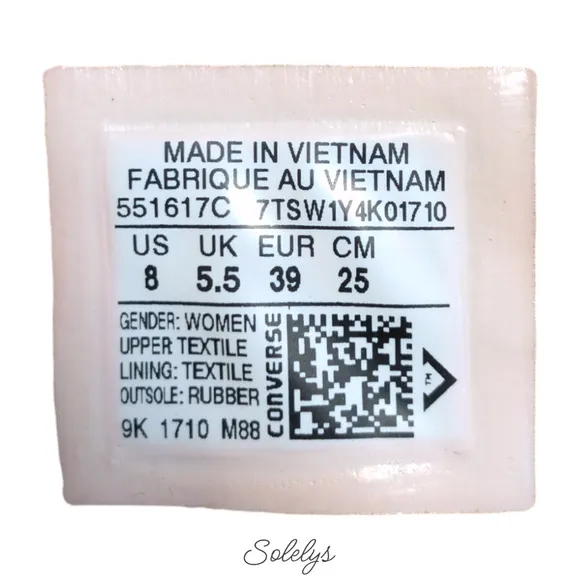 MADE IN VIETNAM
FABRIQUE AU VIETNAM
551617C 7TSW1Y4K01710
US UK EUR CM
8 5.5 39 25
GENDER: WOMEN
UPPER TEXTILE
LINING: TEXTILE
OUTSOLE: RUBBER
9K 1710 M88
CONVERSE
TM
Solelys